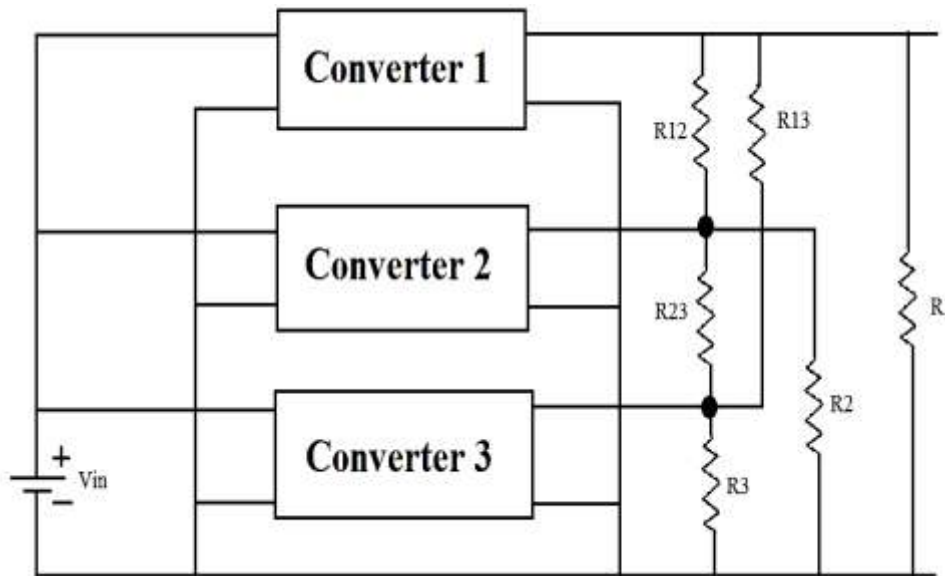 Converter 1
R12
R13
Converter 2
R23
R
R2
Converter 3
+
Vin
−
R3